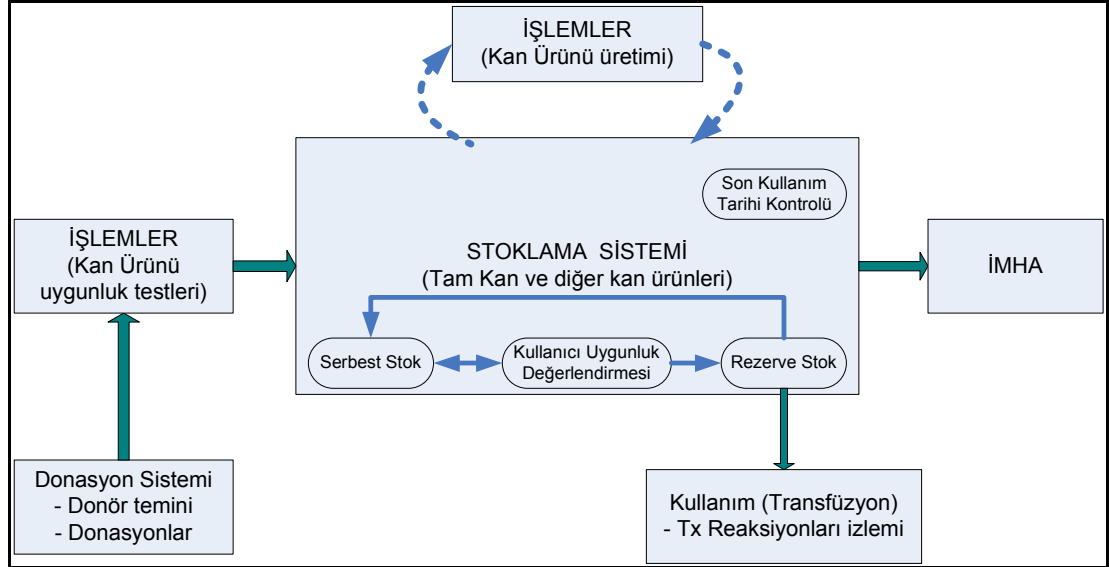 İŞLEMLER
(Kan Ürünü üretimi)
Son Kullanım
Tarihi Kontrolü
İŞLEMLER
(Kan Ürünü
uygunluk testleri)
STOKLAMA SİSTEMİ
(Tam Kan ve diğer kan ürünleri)
İMHA
Serbest Stok
Kullanıcı Uygunluk
Değerlendirmesi
Rezerve Stok
Donasyon Sistemi
- Donör temini
- Donasyonlar
Kullanım (Transfüzyon)
- Tx Reaksiyonları izlemi